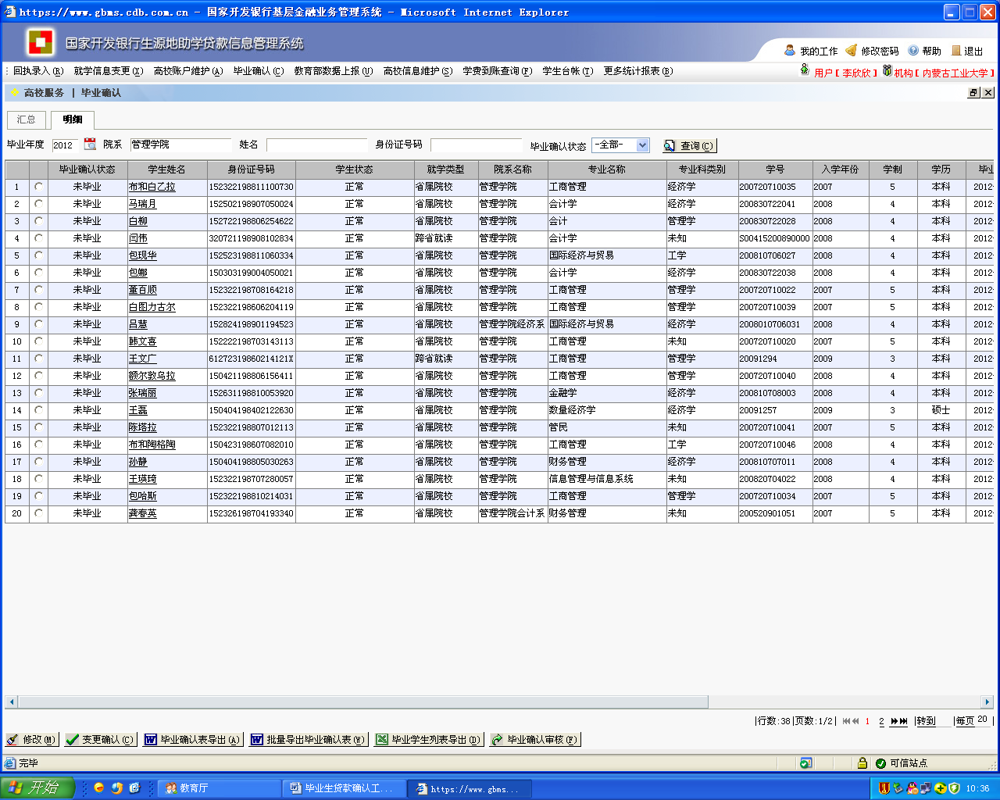 https://www.gbms.cdb.com.cn - 国家开发银行基层金融业务管理系统 - Microsoft Internet Explorer
国家开发银行生源地助学贷款信息管理系统
我的工作 修改密码 帮助 退出
回执录入(R) 就学信息变更(X) 高校账户维护(A) 毕业确认(C) 教育部数据上报(U) 高校信息维护(S) 学费到账查询(F) 学生台帐(T) 更多统计报表(B) 用户[ 李欣欣 ] 机构[ 内蒙古工业大学 ]
高校服务 | 毕业确认
汇总 明细
毕业年度 2012 院系 管理学院 姓名 身份证号码 毕业确认状态 -全部- 查询(C)
毕业确认状态 学生姓名 身份证号码 学生状态 就学类型 院系名称 专业名称 专业科类别 学号 入学年份 学制 学历 毕业
1 未毕业 布和白乙拉 152322198811100730 正常 省属院校 管理学院 工商管理 经济学 200720710035 2007 5 本科 2012-
2 未毕业 马瑞月 152502198907050024 正常 省属院校 管理学院 会计学 经济学 200830722041 2008 4 本科 2012-
3 未毕业 白柳 152722198806254622 正常 省属院校 管理学院 会计 管理学 200830722028 2008 4 本科 2012-
4 未毕业 闫伟 320721198908102834 正常 跨省就读 管理学院 会计学 未知 S00415200890000 2008 4 本科 2012-
5 未毕业 包现华 152523198811060334 正常 省属院校 管理学院 国际经济与贸易 工学 200810706027 2008 4 本科 2012-
6 未毕业 包娜 150303199004050021 正常 省属院校 管理学院 会计学 经济学 200830722038 2008 4 本科 2012-
7 未毕业 董百顺 152322198708164218 正常 省属院校 管理学院 工商管理 管理学 200720710022 2007 5 本科 2012-
8 未毕业 白图力古尔 152322198606204119 正常 省属院校 管理学院 工商管理 管理学 200720710039 2007 5 本科 2012-
9 未毕业 吕慧 152824198901194523 正常 省属院校 管理学院经济系 国际经济与贸易 经济学 2008010706031 2008 4 本科 2012-
10 未毕业 韩文喜 152222198703143113 正常 省属院校 管理学院 工商管理 未知 200720710020 2007 5 本科 2012-
11 未毕业 王文广 61272319860214121X 正常 跨省就读 管理学院 工商管理 管理学 20091294 2009 3 本科 2012-
12 未毕业 额尔敦乌拉 150421198806156411 正常 省属院校 管理学院 工商管理 管理学 200720710040 2008 4 本科 2012-
13 未毕业 张瑞丽 152631198810053920 正常 省属院校 管理学院 金融学 经济学 200810708003 2008 4 本科 2012-
14 未毕业 王磊 150404198402122630 正常 省属院校 管理学院 数量经济学 经济学 20091257 2009 3 硕士 2012-
15 未毕业 陈塔拉 152322198807012113 正常 省属院校 管理学院 管民 未知 200720710041 2007 5 本科 2012-
16 未毕业 布和陶格陶 150423198607082010 正常 省属院校 管理学院 工商管理 工学 200720710046 2008 4 本科 2012-
17 未毕业 孙静 150404198805030263 正常 省属院校 管理学院 财务管理 经济学 200810707011 2008 4 本科 2012-
18 未毕业 王瑛琦 152322198707280057 正常 省属院校 管理学院 信息管理与信息系统 未知 200820704022 2008 4 本科 2012-
19 未毕业 包哈斯 152322198810214031 正常 省属院校 管理学院 工商管理 管理学 200720710034 2007 5 本科 2012-
20 未毕业 龚春英 152326198704193340 正常 省属院校 管理学院会计系 财务管理 未知 200520901051 2007 5 本科 2012-
|行数:38|页数:1/2| 1 2 |转到 |每页 20 |
修改(M) 变更确认(C) 毕业确认表导出(A) 批量导出毕业确认表(W) 毕业学生列表导出(D) 毕业确认审核(F)
完毕 可信站点
开始 教育厅 毕业生贷款确认工... https://www.gbms... 10:36